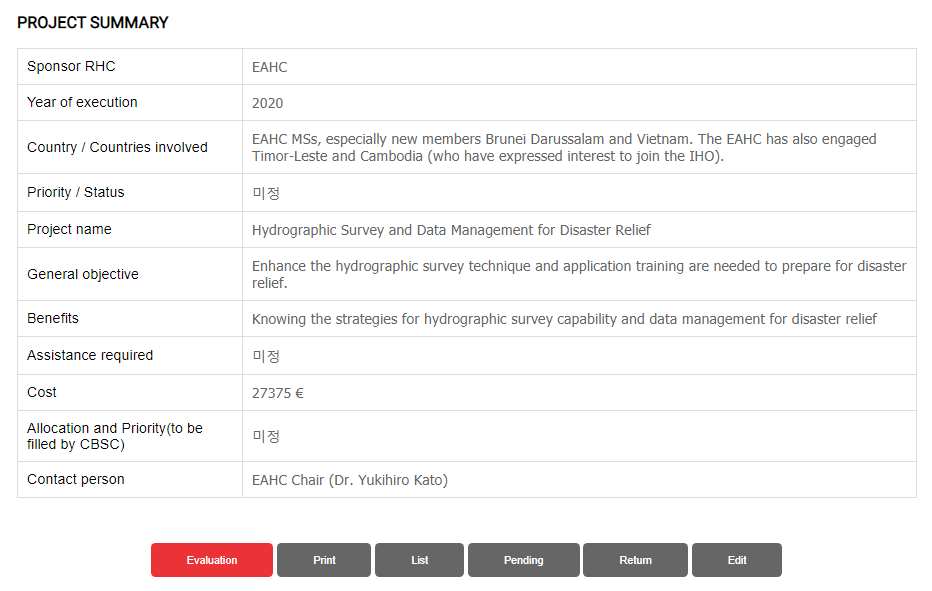 PROJECT SUMMARY
Sponsor RHC
EAHC
Year of execution
2020
Country / Countries involved
EAHC MSs, especially new members Brunei Darussalam and Vietnam. The EAHC has also engaged
Timor-Leste and Cambodia (who have expressed interest to join the IHO).
Priority / Status
미정
Project name
Hydrographic Survey and Data Management for Disaster Relief
General objective
Enhance the hydrographic survey technique and application training are needed to prepare for disaster
relief.
Benefits
Knowing the strategies for hydrographic survey capability and data management for disaster relief
Assistance required
미정
Cost
27375 €
Allocation and Priority(to be
filled by CBSC)
미정
Contact person
EAHC Chair (Dr. Yukihiro Kato)
Evaluation
Print
List
Pending
Return
Edit